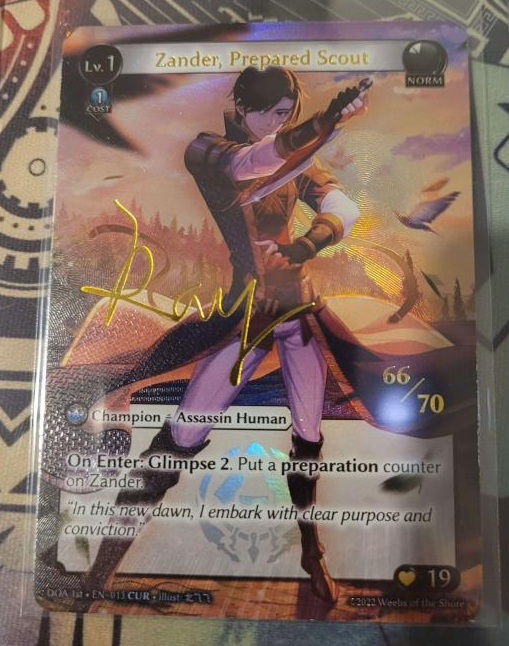 Lv. 1
Zander, Prepared Scout
NORM
1
COST
Ray
66/70
Champion - Assassin Human
On Enter: Glimpse 2. Put a preparation counter
on Zander.
"In this new dawn, I embark with clear purpose and
conviction."
19
DOA 1st • EN-013 CUR • illust:
©2022 Weebs of the Shore